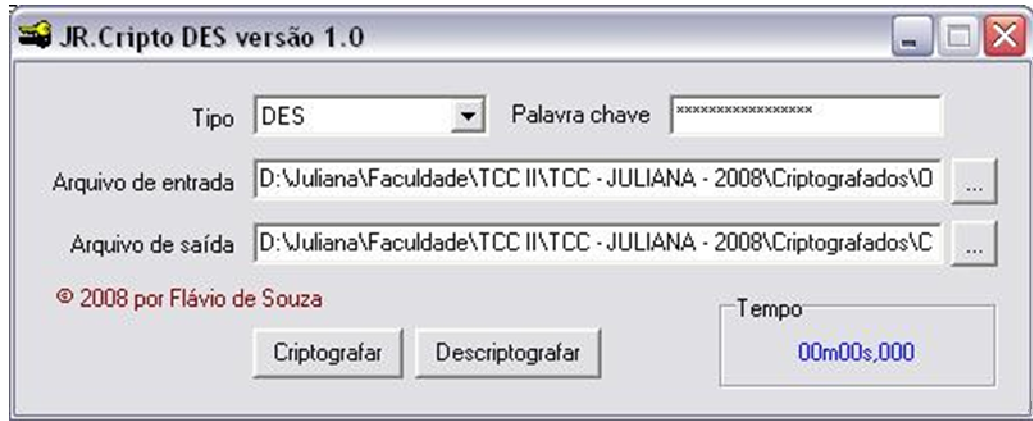 JR.Cripto DES versão 1.0
Tipo DES Palavra chave ****************
Arquivo de entrada D:\Juliana\Faculdade\TCC II\TCC - JULIANA - 2008\Criptografados\O ...
Arquivo de saída D:\Juliana\Faculdade\TCC II\TCC - JULIANA - 2008\Criptografados\C ...
© 2008 por Flávio de Souza
Tempo
Criptografar Descriptografar 00m00s,000